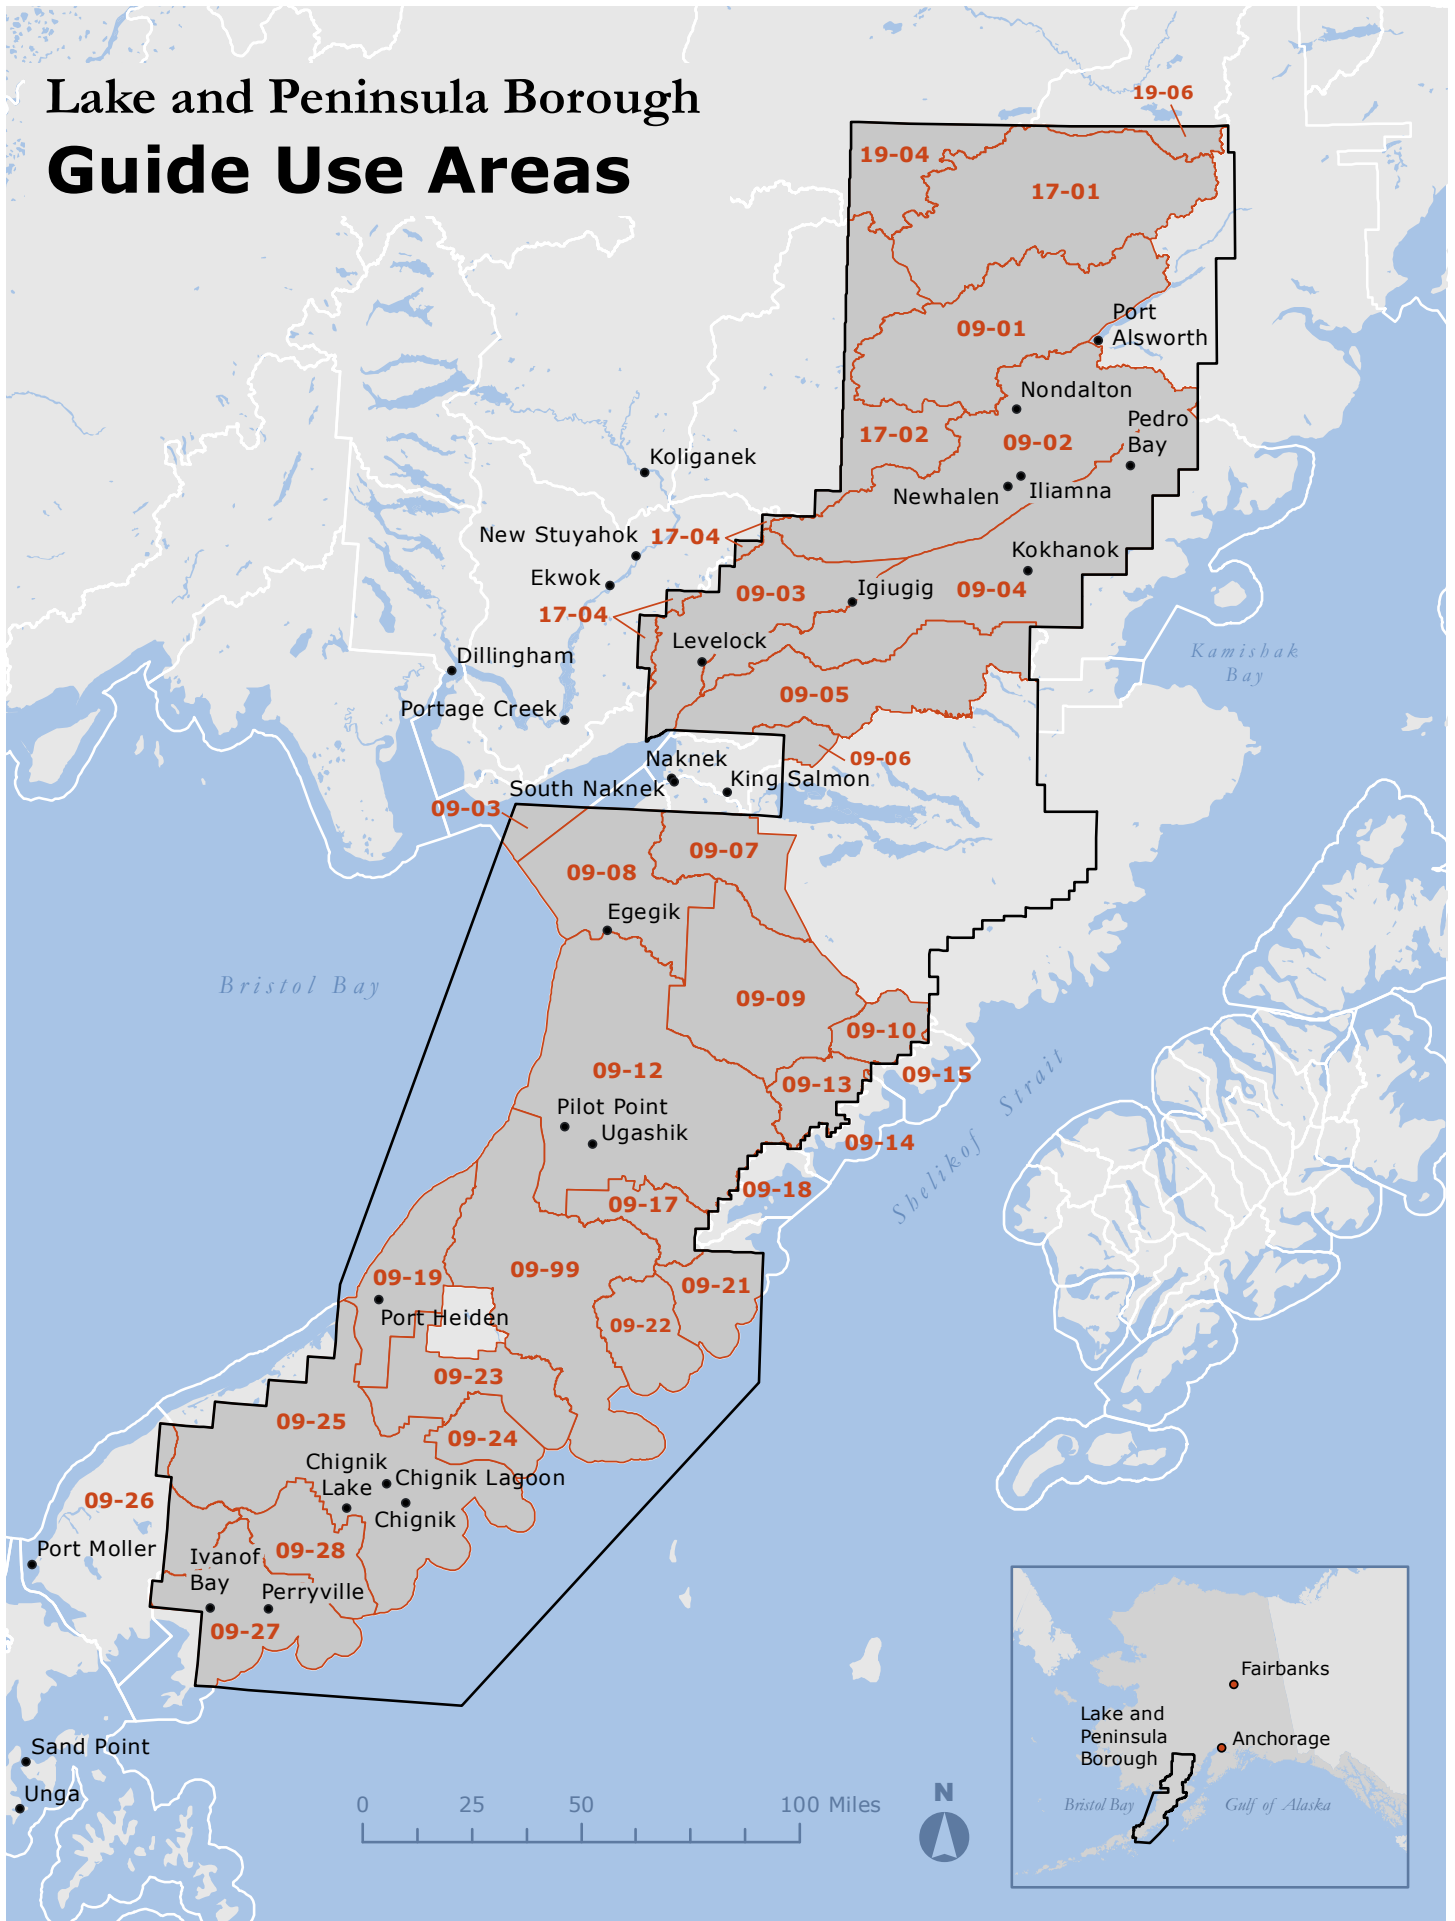 Lake and Peninsula Borough
Guide Use Areas
19-06
19-04
17-01
09-01
Port
Alsworth
Nondalton
Pedro
Bay
17-02
09-02
Koliganek
Newhalen
Iliamna
New Stuyahok
17-04
Kokhanok
Ekwok
09-03
Igiugig
09-04
17-04
Levelock
Dillingham
Kamishak
Bay
09-05
Portage Creek
Naknek
09-06
King Salmon
South Naknek
09-03
09-07
09-08
Egegik
Bristol Bay
09-09
09-10
09-12
09-13
09-15
Shelikof Strait
Pilot Point
Ugashik
09-14
09-18
09-17
09-99
09-19
09-21
Port Heiden
09-22
09-23
09-25
09-24
Chignik
Lake
Chignik Lagoon
Chignik
09-26
Port Moller
Ivanof
Bay
09-28
Perryville
09-27
Fairbanks
Lake and
Peninsula
Borough
Anchorage
Bristol Bay
Gulf of Alaska
Sand Point
Unga
0 25 50 100 Miles
N